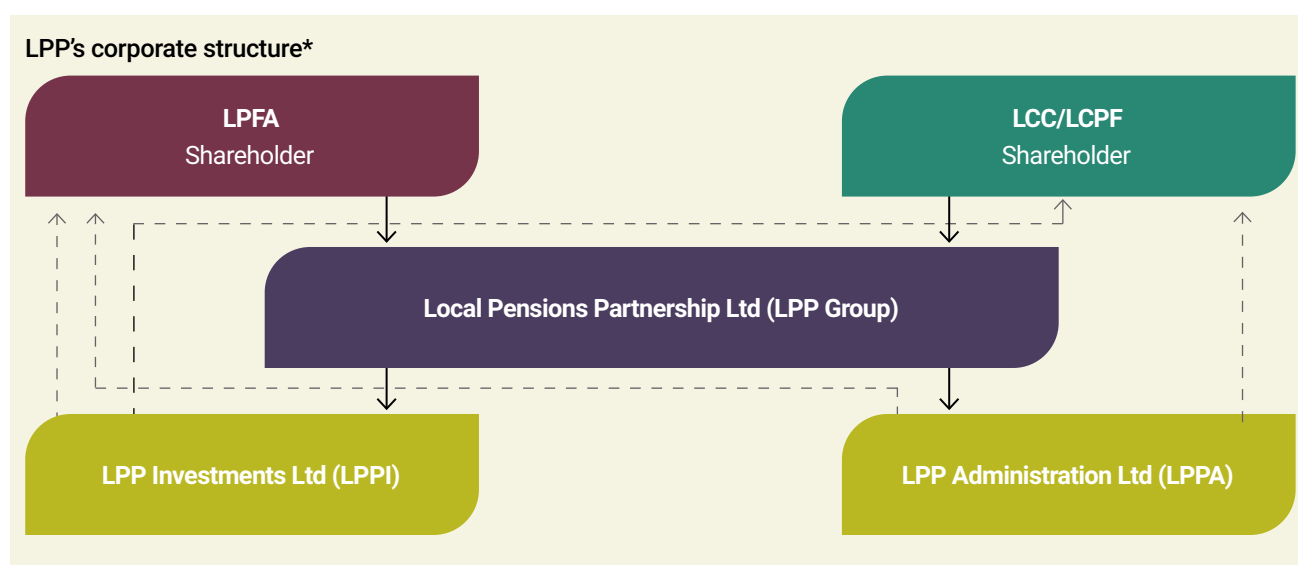 LPP’s corporate structure*
LPFA
Shareholder
LCC/LCPF
Shareholder
Local Pensions Partnership Ltd (LPP Group)
LPP Investments Ltd (LPPI)
LPP Administration Ltd (LPPA)